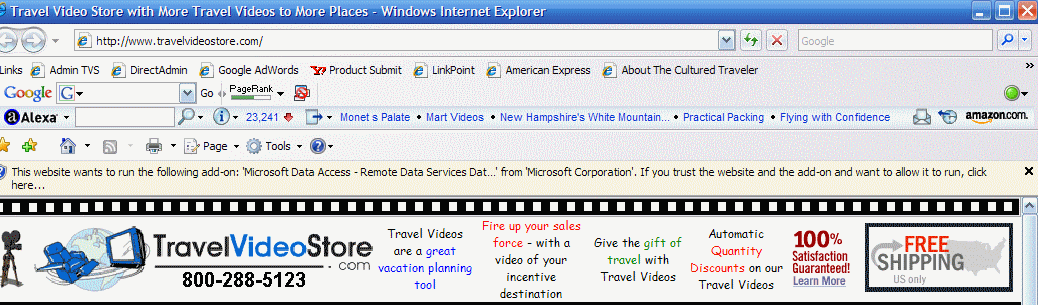 Travel Video Store with More Travel Videos to More Places - Windows Internet Explorer
http://www.travelvideostore.com/
Google
Links Admin TVS DirectAdmin Google AdWords Product Submit LinkPoint American Express About The Cultured Traveler »
Google G Go PageRank
a Alexa 23,241 Monet s Palate • Mart Videos • New Hampshire's White Mountain... • Practical Packing • Flying with Confidence amazon.com.
Page Tools
This website wants to run the following add-on: 'Microsoft Data Access - Remote Data Services Dat...' from 'Microsoft Corporation'. If you trust the website and the add-on and want to allow it to run, click
here...
TravelVideoStore
.com
800-288-5123
Travel Videos
are a great
vacation planning
tool
Fire up your sales
force - with a
video of your
incentive
destination
Give the gift of
travel with
Travel Videos
Automatic
Quantity
Discounts on our
Travel Videos
100%
Satisfaction
Guaranteed!
Learn More
FREE
SHIPPING
US only